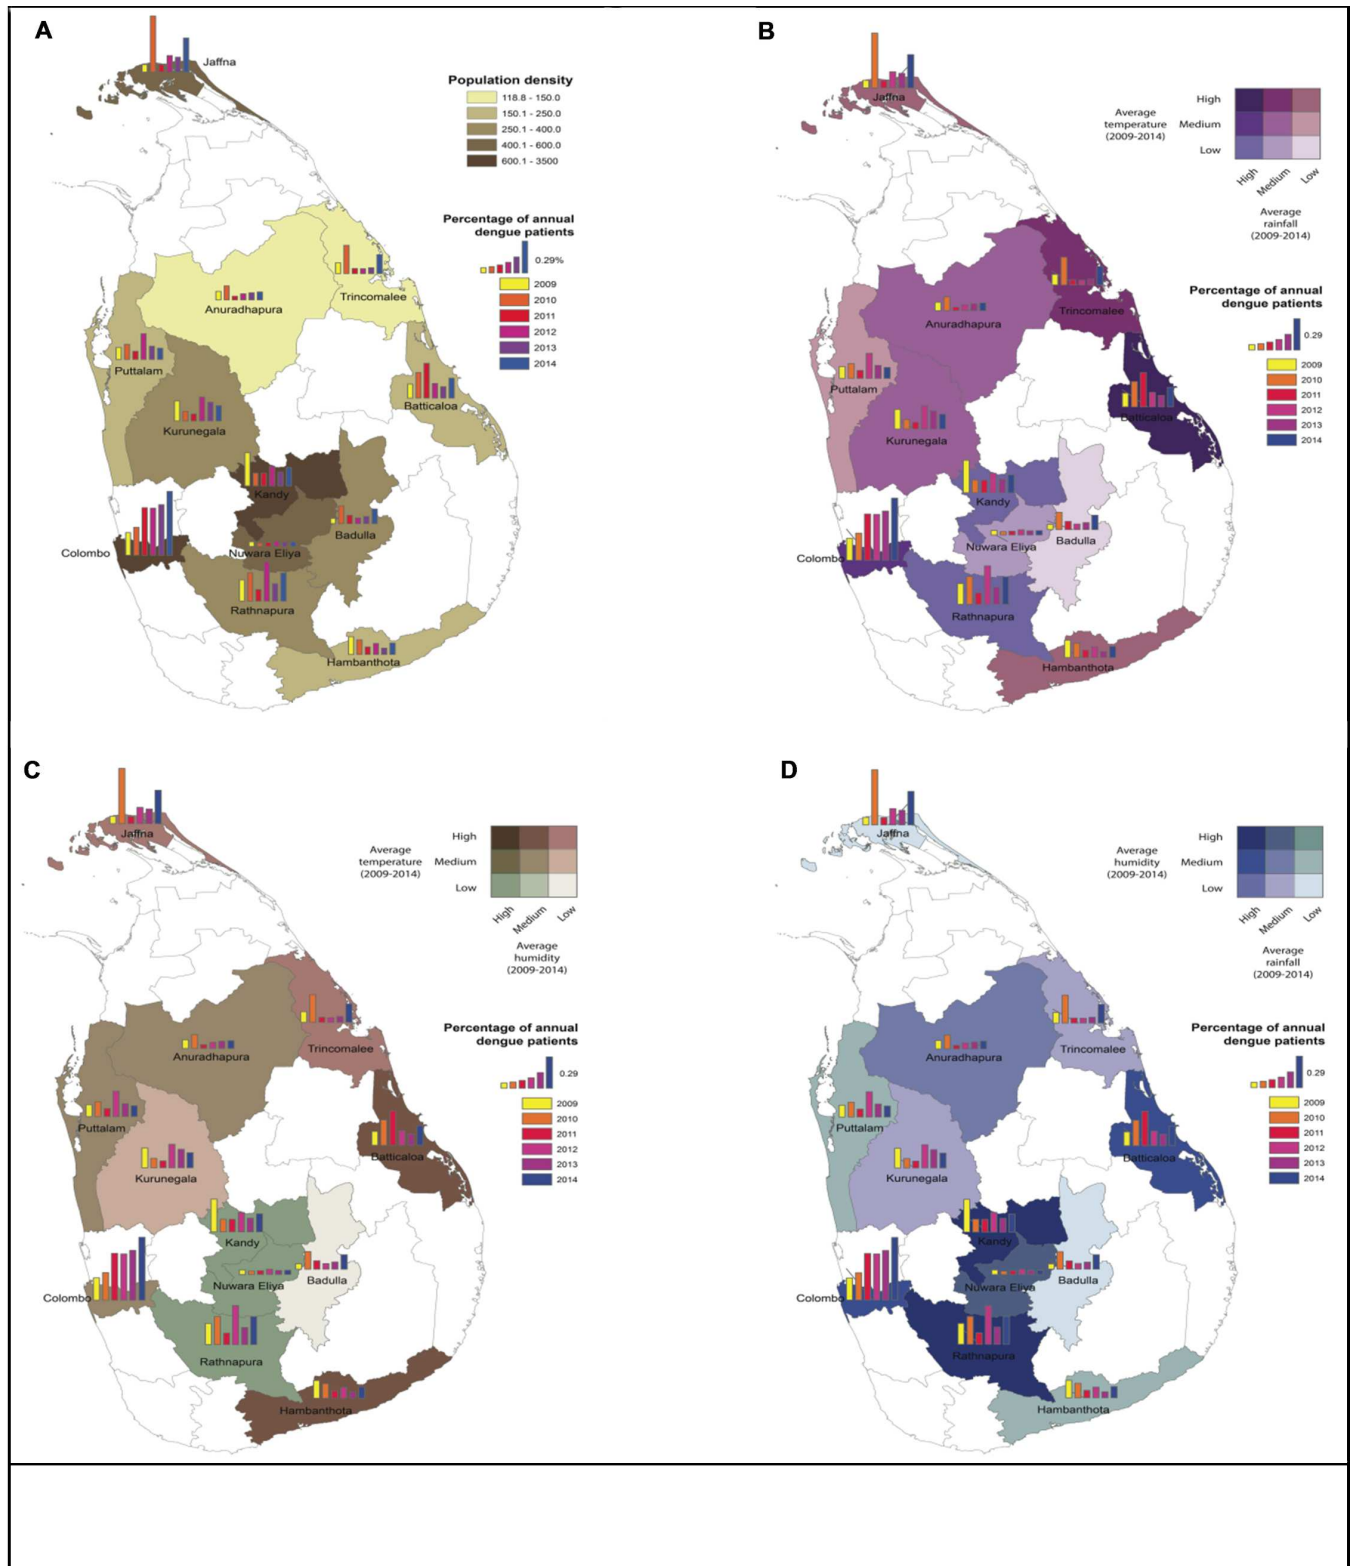 A
Jaffna
Population density
118.8 - 150.0
150.1 - 250.0
250.1 - 400.0
400.1 - 600.0
600.1 - 3500
Percentage of annual
dengue patients
0.29%
2009
2010
2011
2012
2013
2014
Trincomalee
Anuradhapura
Puttalam
Batticaloa
Kurunegala
Kandy
Badulla
Colombo
Nuwara Eliya
Rathnapura
Hambanthota
B
Jaffna
Average
temperature
(2009-2014)
High
Medium
Low
High
Medium
Low
Average
rainfall
(2009-2014)
Percentage of annual
dengue patients
0.29
2009
2010
2011
2012
2013
2014
Trincomalee
Anuradhapura
Puttalam
Batticaloa
Kurunegala
Kandy
Badulla
Nuwara Eliya
Colombo
Rathnapura
Hambanthota
C
Jaffna
Average
temperature
(2009-2014)
High
Medium
Low
High
Medium
Low
Average
humidity
(2009-2014)
Percentage of annual
dengue patients
0.29
2009
2010
2011
2012
2013
2014
Trincomalee
Anuradhapura
Puttalam
Batticaloa
Kurunegala
Kandy
Badulla
Nuwara Eliya
Colombo
Rathnapura
Hambanthota
D
Jaffna
Average
humidity
(2009-2014)
High
Medium
Low
High
Medium
Low
Average
rainfall
(2009-2014)
Percentage of annual
dengue patients
0.29
2009
2010
2011
2012
2013
2014
Trincomalee
Anuradhapura
Puttalam
Batticaloa
Kurunegala
Kandy
Badulla
Nuwara Eliya
Colombo
Rathnapura
Hambanthota